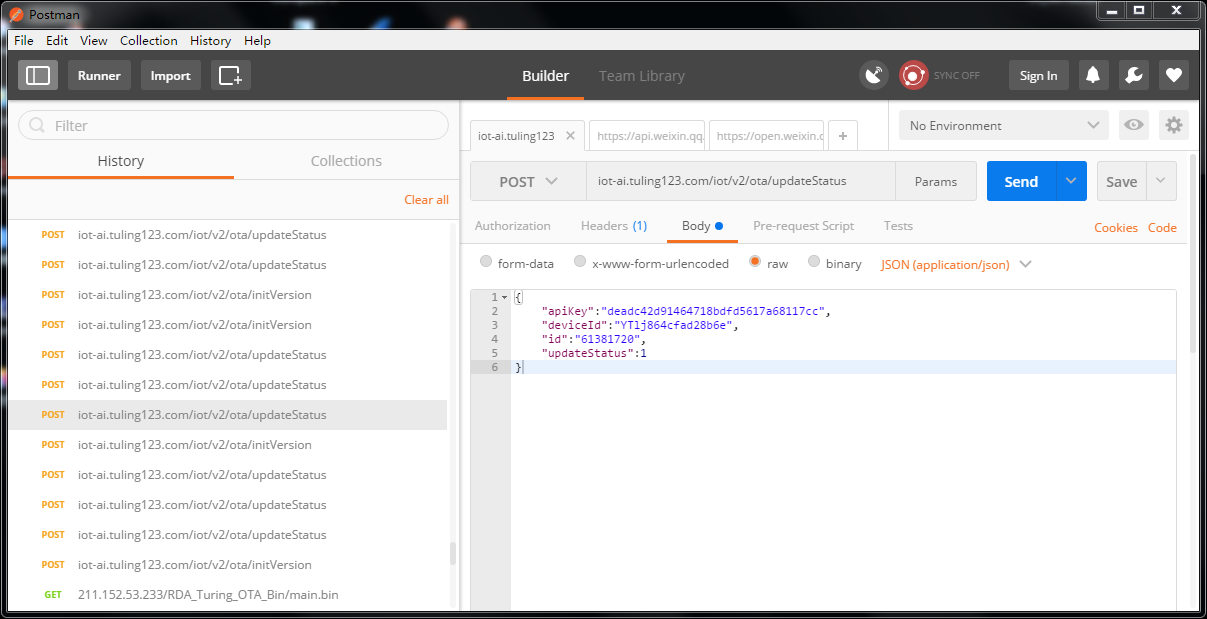 Postman
File Edit View Collection History Help
Runner Import Builder Team Library SYNC OFF Sign In
Filter
History Collections
Clear all
POST iot-ai.tuling123.com/iot/v2/ota/updateStatus
POST iot-ai.tuling123.com/iot/v2/ota/updateStatus
POST iot-ai.tuling123.com/iot/v2/ota/initVersion
POST iot-ai.tuling123.com/iot/v2/ota/initVersion
POST iot-ai.tuling123.com/iot/v2/ota/updateStatus
POST iot-ai.tuling123.com/iot/v2/ota/updateStatus
POST iot-ai.tuling123.com/iot/v2/ota/updateStatus
POST iot-ai.tuling123.com/iot/v2/ota/initVersion
POST iot-ai.tuling123.com/iot/v2/ota/updateStatus
POST iot-ai.tuling123.com/iot/v2/ota/updateStatus
POST iot-ai.tuling123.com/iot/v2/ota/updateStatus
POST iot-ai.tuling123.com/iot/v2/ota/initVersion
GET 211.152.53.233/RDA_Turing_OTA_Bin/main.bin
iot-ai.tuling123 https://api.weixin.qq. https://open.weixin.c +
No Environment
POST iot-ai.tuling123.com/iot/v2/ota/updateStatus Params Send Save
Authorization Headers (1) Body Pre-request Script Tests Cookies Code
form-data x-www-form-urlencoded raw binary JSON (application/json)
1 {
2 "apiKey":"deadc42d91464718bdfd5617a68117cc",
3 "deviceId":"YTlj864cfad28b6e",
4 "id":"61381720",
5 "updateStatus":1
6 }